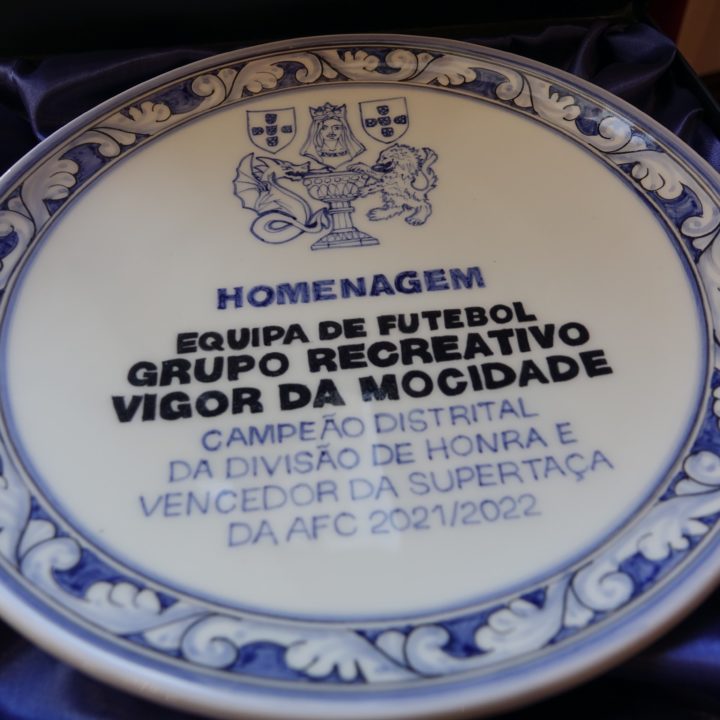 HOMENAGEM
EQUIPA DE FUTEBOL
GRUPO RECREATIVO
VIGOR DA MOCIDADE
CAMPEÃO DISTRITAL
DA DIVISÃO DE HONRA E
VENCEDOR DA SUPERTAÇA
DA AFC 2021/2022